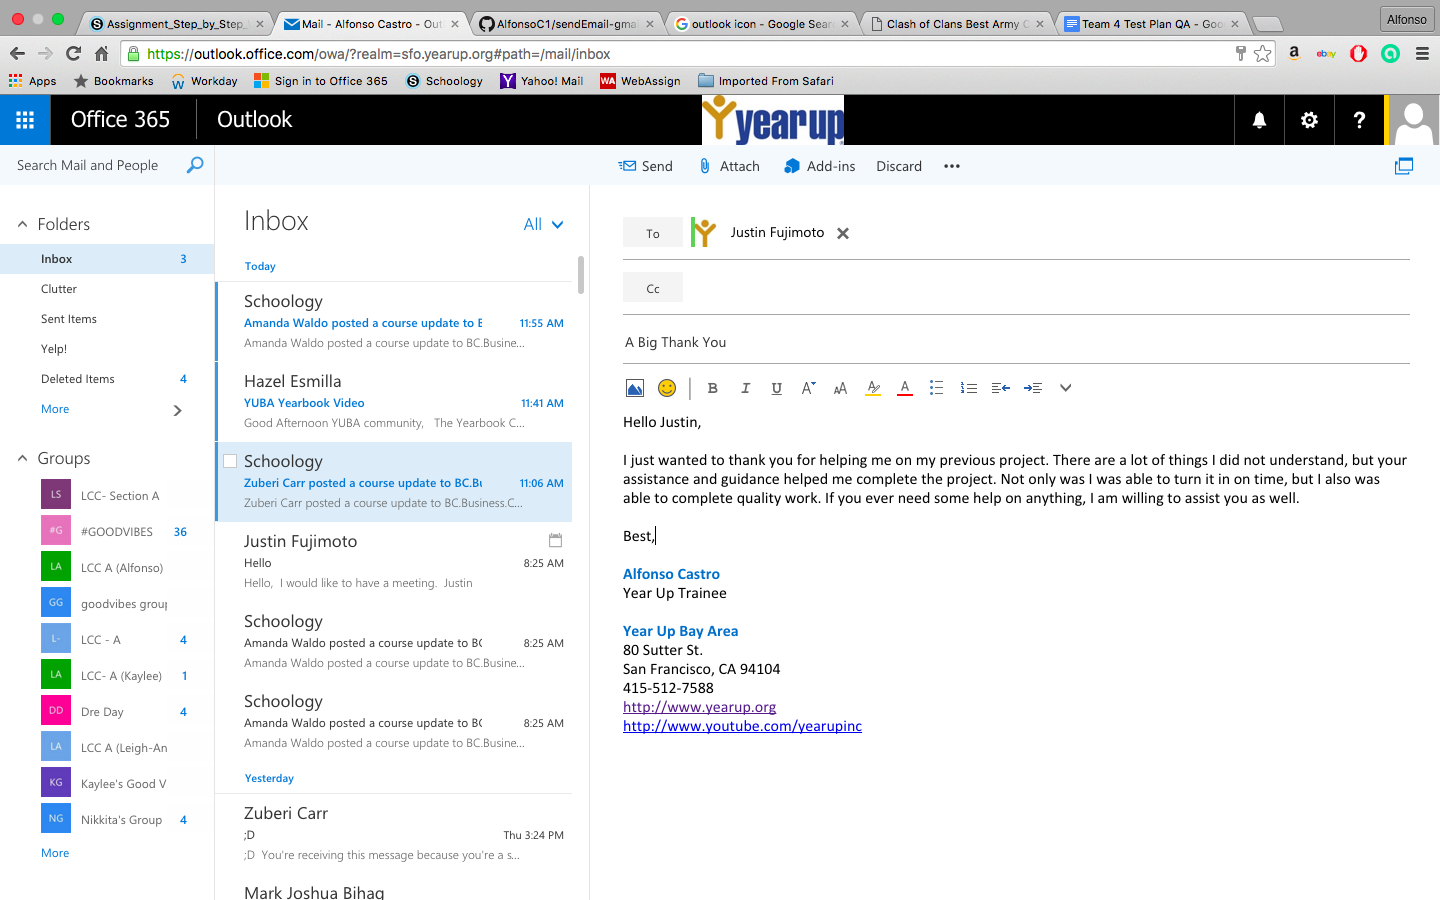 Assignment_Step_by_Step_
Mail - Alfonso Castro - Out
AlfonsoC1/sendEmail-gma
outlook icon - Google Sear
Clash of Clans Best Army C
Team 4 Test Plan QA - Goo
Alfonso
https://outlook.office.com/owa/?realm=sfo.yearup.org#path=/mail/inbox
Apps
Bookmarks
Workday
Sign in to Office 365
Schoology
Yahoo! Mail
WebAssign
Imported From Safari
Office 365
Outlook
yearup
Search Mail and People
Send
Attach
Add-ins
Discard
Folders
Inbox 3
Clutter
Sent Items
Yelp!
Deleted Items 4
More
Groups
LS LCC- Section A
#G #GOODVIBES 36
LA LCC A (Alfonso)
GG goodvibes group
L- LCC - A 4
LA LCC- A (Kaylee) 1
DD Dre Day 4
LA LCC A (Leigh-An
KG Kaylee's Good V
NG Nikkita's Group 4
More
Inbox
All
Today
Schoology
Amanda Waldo posted a course update to B 11:55 AM
Amanda Waldo posted a course update to BC.Busine...
Hazel Esmilla
YUBA Yearbook Video 11:41 AM
Good Afternoon YUBA community, The Yearbook C...
Schoology
Zuberi Carr posted a course update to BC.Bu 11:06 AM
Zuberi Carr posted a course update to BC.Business.C...
Justin Fujimoto
Hello 8:25 AM
Hello, I would like to have a meeting. Justin
Schoology
Amanda Waldo posted a course update to BC 8:25 AM
Amanda Waldo posted a course update to BC.Busine...
Schoology
Amanda Waldo posted a course update to BC 8:25 AM
Amanda Waldo posted a course update to BC.Busine...
Yesterday
Zuberi Carr
;D Thu 3:24 PM
;D You're receiving this message because you're a s...
Mark Joshua Bihag
To Justin Fujimoto
Cc
A Big Thank You
Hello Justin,
I just wanted to thank you for helping me on my previous project. There are a lot of things I did not understand, but your
assistance and guidance helped me complete the project. Not only was I was able to turn it in on time, but I also was
able to complete quality work. If you ever need some help on anything, I am willing to assist you as well.
Best,
Alfonso Castro
Year Up Trainee
Year Up Bay Area
80 Sutter St.
San Francisco, CA 94104
415-512-7588
http://www.yearup.org
http://www.youtube.com/yearupinc